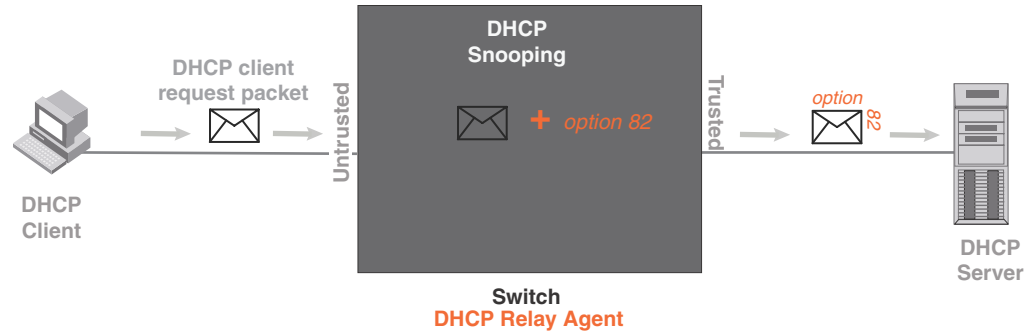 DHCP
Snooping
DHCP client
request packet
Untrusted
+ option 82
Trusted
option
82
DHCP
Client
DHCP
Server
Switch
DHCP Relay Agent